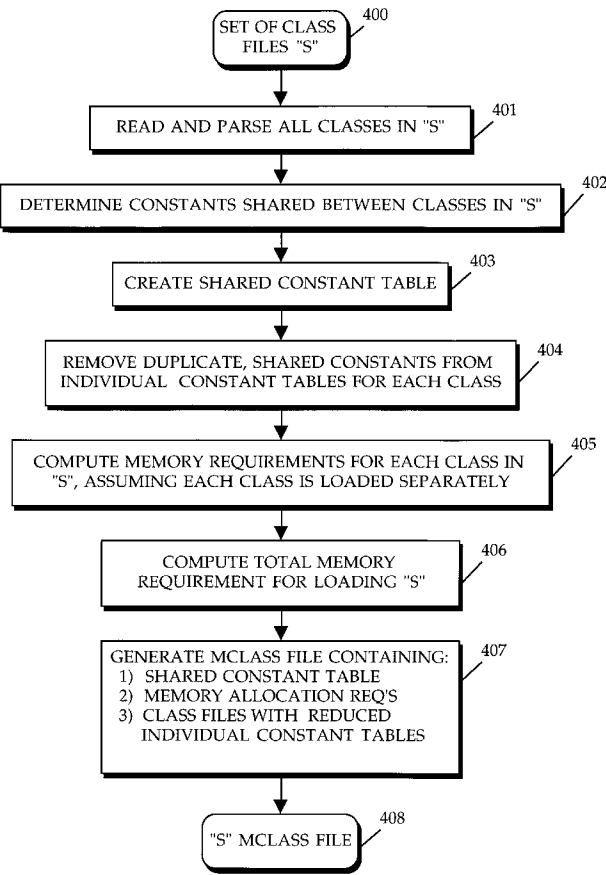 SET OF CLASS
FILES "S"
400
READ AND PARSE ALL CLASSES IN "S"
401
DETERMINE CONSTANTS SHARED BETWEEN CLASSES IN "S"
402
CREATE SHARED CONSTANT TABLE
403
REMOVE DUPLICATE, SHARED CONSTANTS FROM
INDIVIDUAL CONSTANT TABLES FOR EACH CLASS
404
COMPUTE MEMORY REQUIREMENTS FOR EACH CLASS IN
"S", ASSUMING EACH CLASS IS LOADED SEPARATELY
405
COMPUTE TOTAL MEMORY
REQUIREMENT FOR LOADING "S"
406
GENERATE MCLASS FILE CONTAINING:
1) SHARED CONSTANT TABLE
2) MEMORY ALLOCATION REQ'S
3) CLASS FILES WITH REDUCED
INDIVIDUAL CONSTANT TABLES
407
"S" MCLASS FILE
408